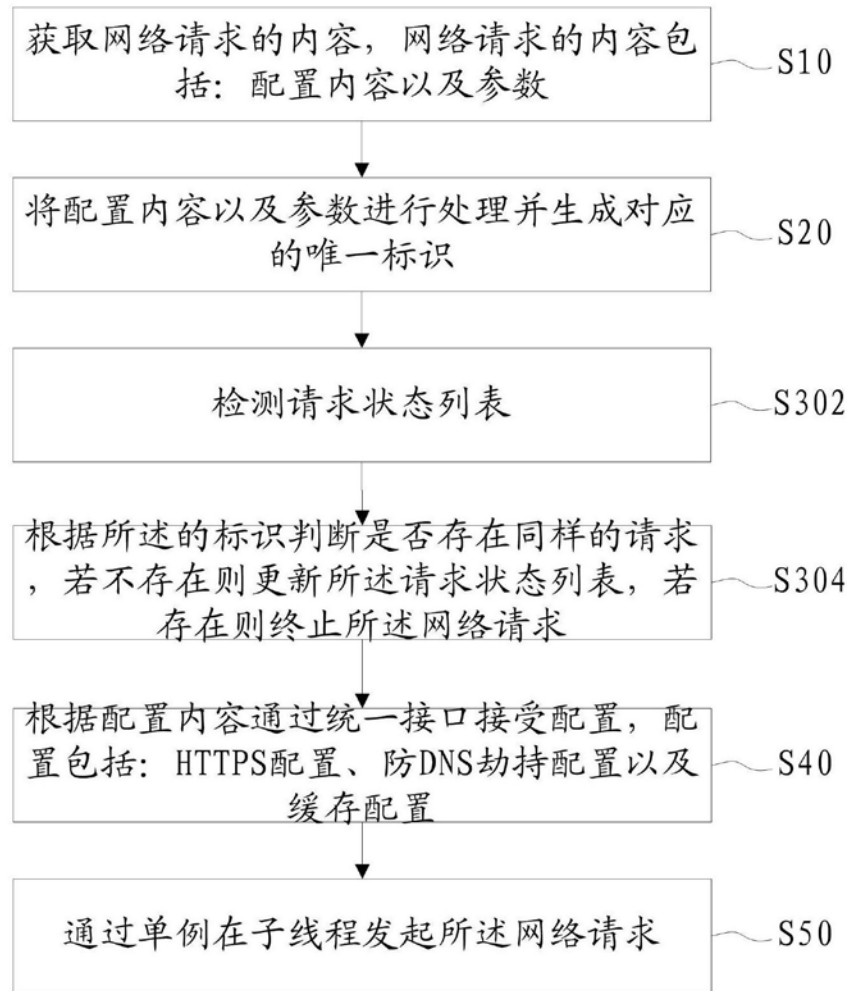 获取网络请求的内容，网络请求的内容包
括：配置内容以及参数
S10
将配置内容以及参数进行处理并生成对应
的唯一标识
S20
检测请求状态列表
S302
根据所述的标识判断是否存在同样的请求
，若不存在则更新所述请求状态列表，若
存在则终止所述网络请求
S304
根据配置内容通过统一接口接受配置，配
置包括：HTTPS配置、防DNS劫持配置以及
缓存配置
S40
通过单例在子线程发起所述网络请求
S50